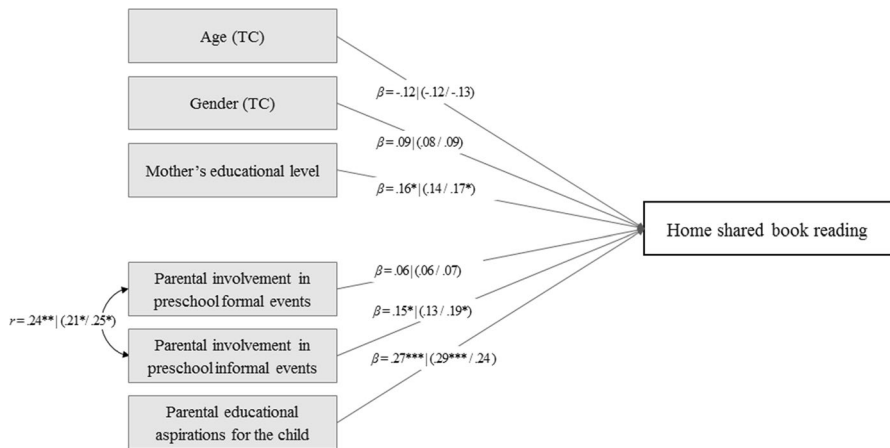 Age (TC)
β = -.12 | (-.12 / -.13)
Gender (TC)
β = .09 | (.08 / .09)
Mother's educational level
β = .16* | (.14 / .17*)
Home shared book reading
Parental involvement in
preschool formal events
β = .06 | (.06 / .07)
r = .24** | (.21* / .25*)
β = .15* | (.13 / .19*)
Parental involvement in
preschool informal events
β = .27*** | (.29*** / .24)
Parental educational
aspirations for the child